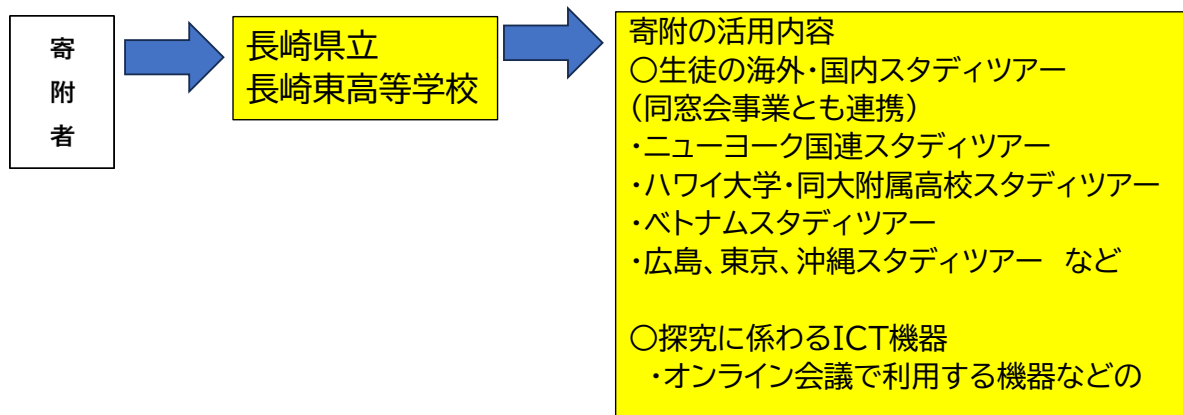 寄
附
者
長崎県立
長崎東高等学校
寄附の活用内容
○生徒の海外・国内スタディツアー
(同窓会事業とも連携)
・ニューヨーク国連スタディツアー
・ハワイ大学・同大附属高校スタディツアー
・ベトナムスタディツアー
・広島、東京、沖縄スタディツアー　など
○探究に係わるICT機器
・オンライン会議で利用する機器などの